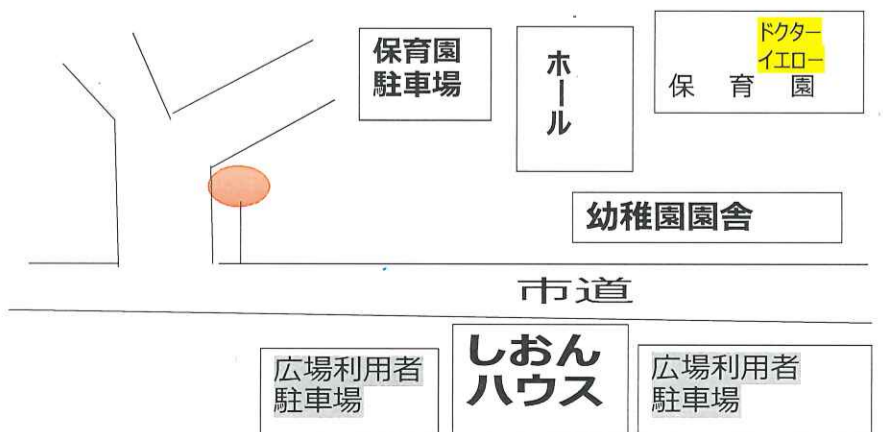 保育園
駐車場
ホール
ドクター
イエロー
保育園
幼稚園園舎
市道
しおん
ハウス
広場利用者
駐車場
広場利用者
駐車場